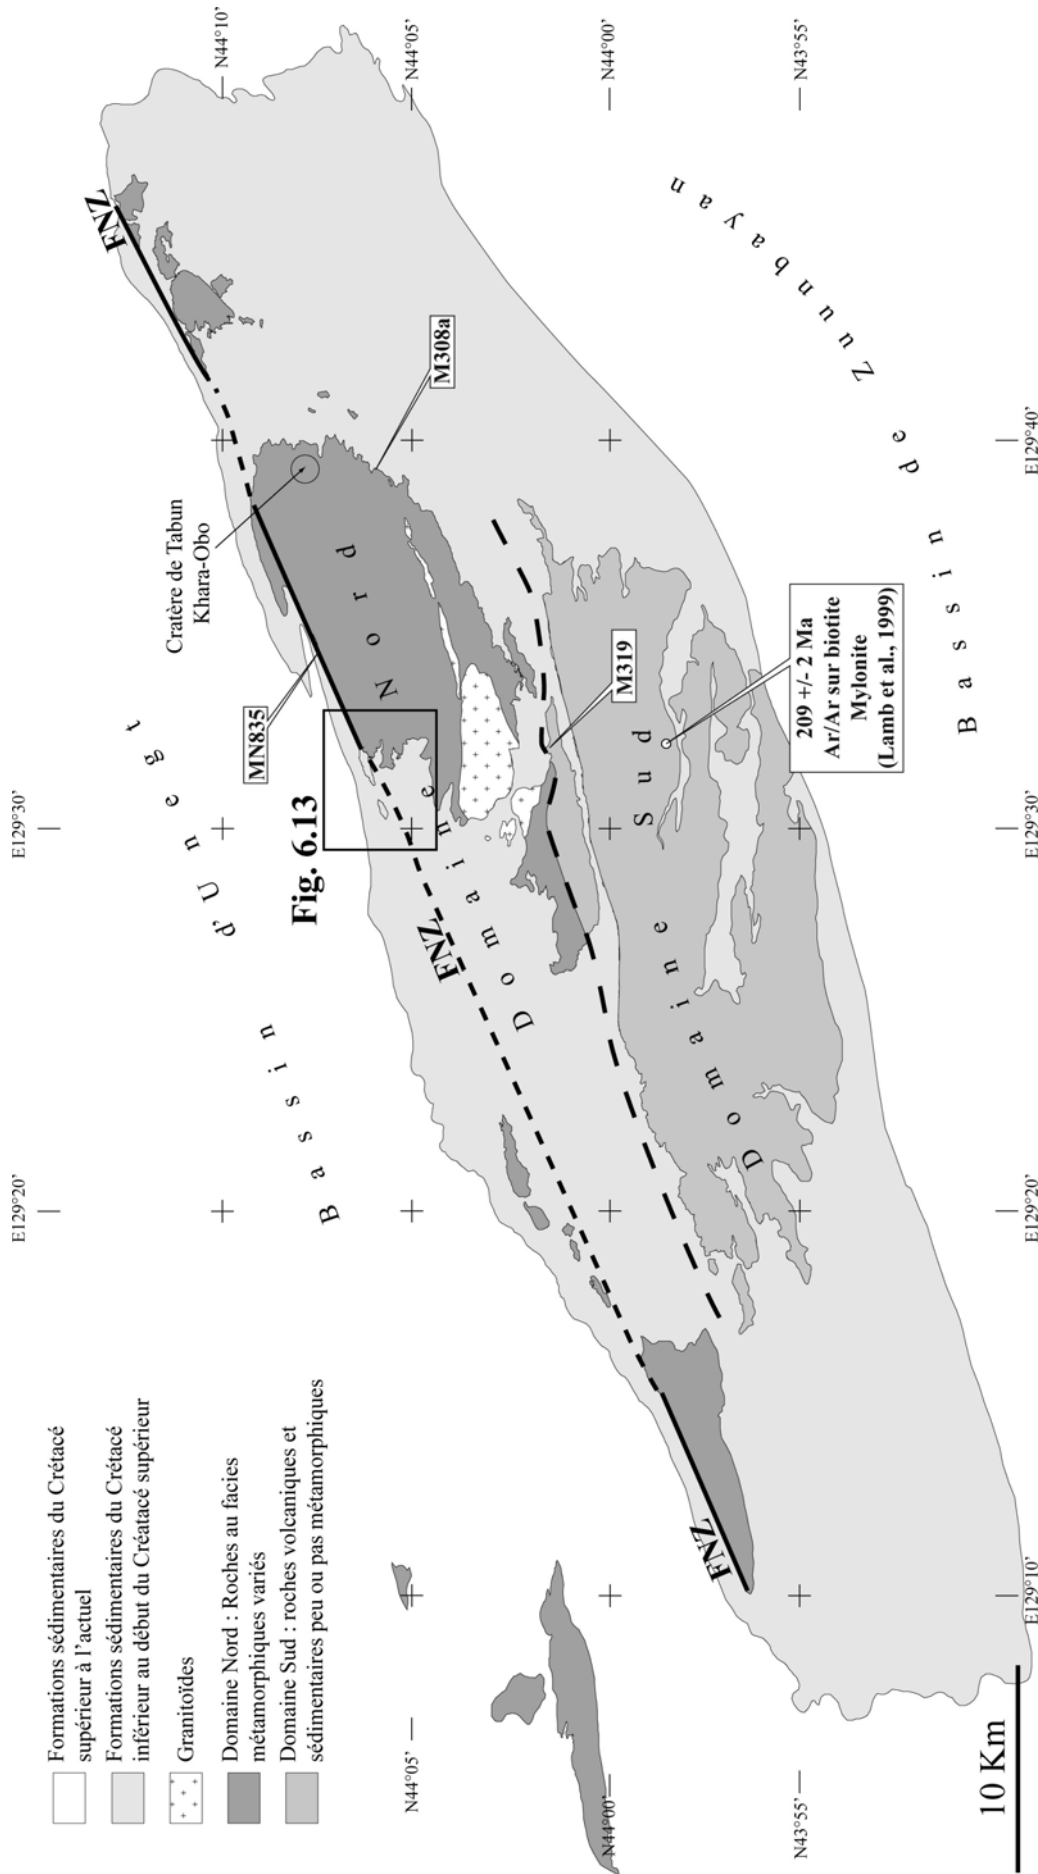 Formations sédimentaires du Crétacé
supérieur à l'actuel
Formations sédimentaires du Crétacé
inférieur au début du Créatacé supérieur
Granitoïdes
Domaine Nord : Roches au facies
métamorphiques variés
Domaine Sud : roches volcaniques et
sédimentaires peu ou pas métamorphiques
E129°20'
E129°30'
Bassin d'Unegt
Cratère de Tabun
Khara-Obo
MN835
Fig. 6.13
FNZ
FNZ
FNZ
Domaine Nord
M308a
M319
Domaine Sud
209 +/- 2 Ma
Ar/Ar sur biotite
Mylonite
(Lamb et al., 1999)
Bassin de Zuunbayan
N44°10'
N44°05'
N44°00'
N43°55'
N44°05'
N44°00'
N43°55'
10 Km
E129°10'
E129°20'
E129°30'
E129°40'